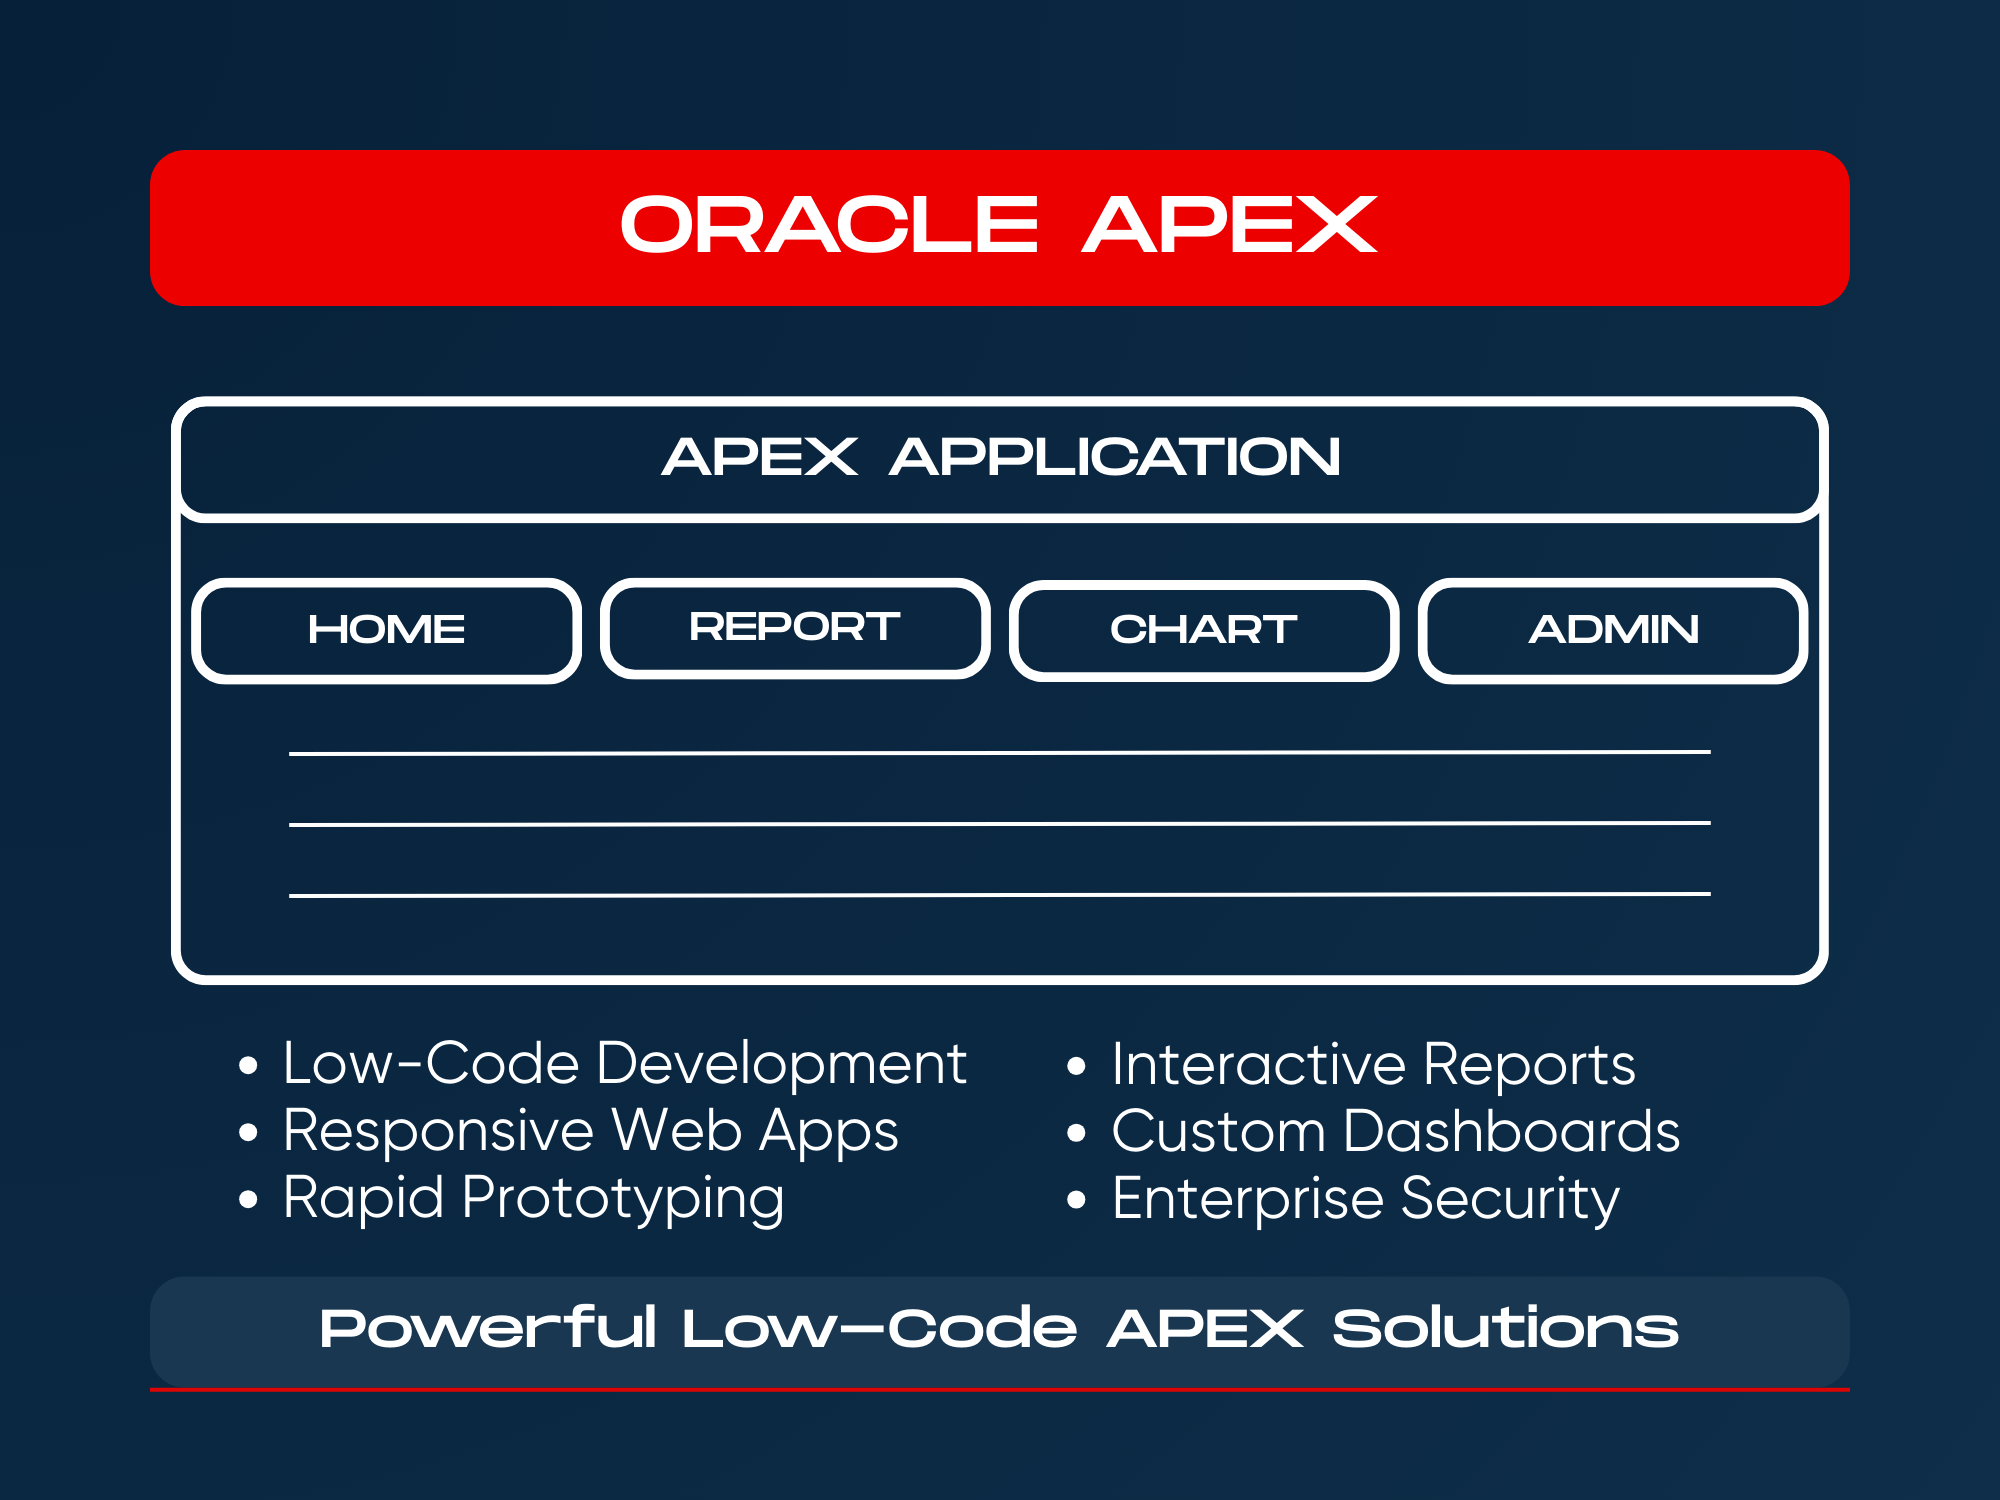 ORACLE APEX
APEX APPLICATION
HOME
REPORT
CHART
ADMIN
• Low-Code Development
• Responsive Web Apps
• Rapid Prototyping
• Interactive Reports
• Custom Dashboards
• Enterprise Security
Powerful Low-Code APEX Solutions